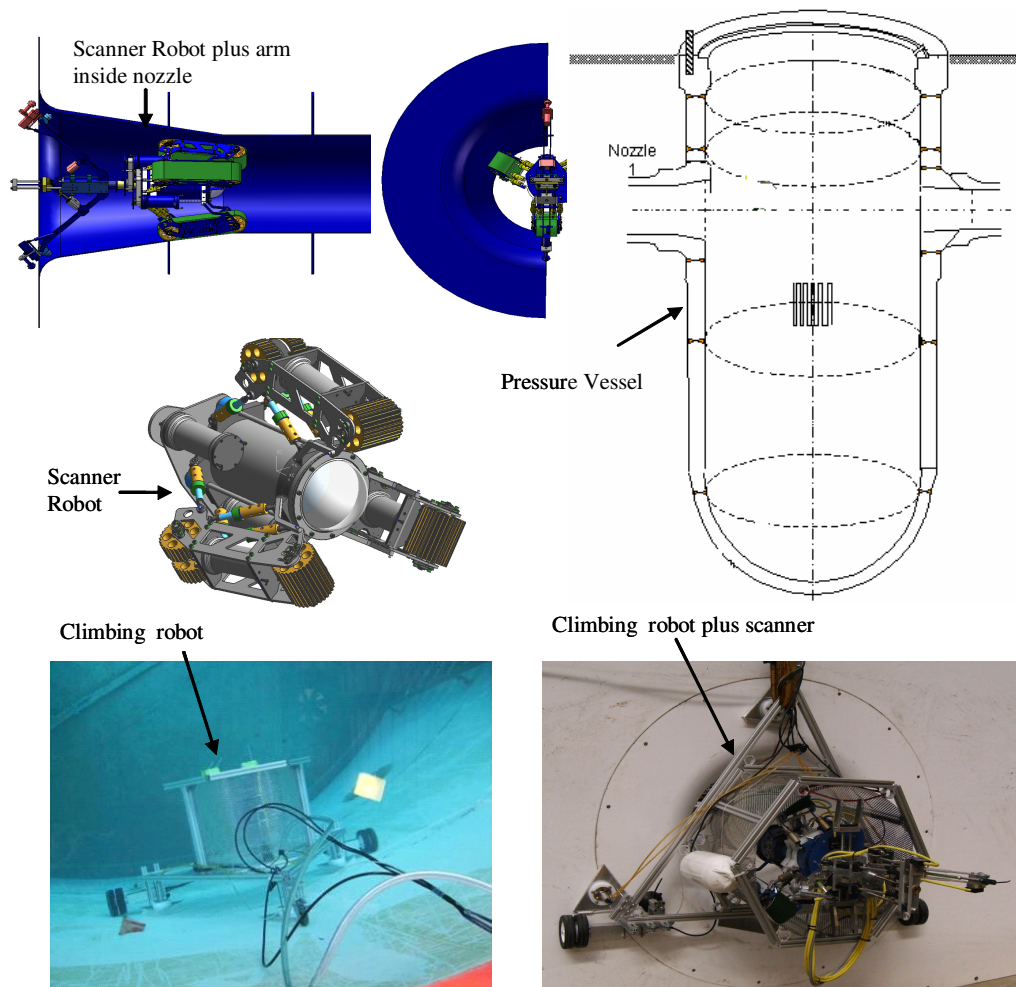 Scanner Robot plus arm
inside nozzle
Nozzle
1
Pressure Vessel
Scanner
Robot
Climbing robot
Climbing robot plus scanner